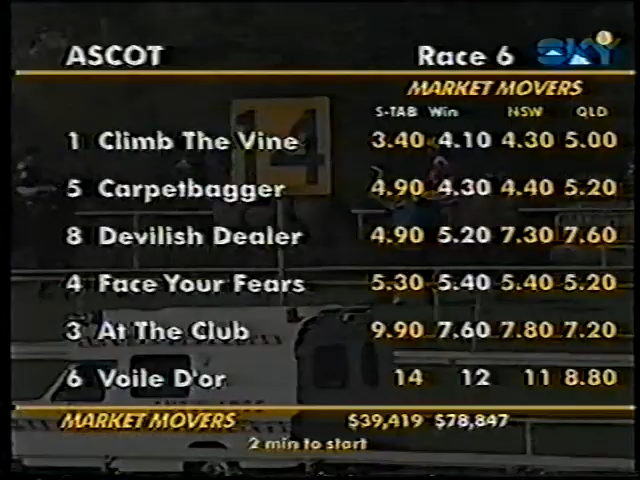 ASCOT Race 6 SKY
MARKET MOVERS
S-TAB Win NSW QLD
14
1 Climb The Vine 3.40 4.10 4.30 5.00
5 Carpetbagger 4.90 4.30 4.40 5.20
8 Devilish Dealer 4.90 5.20 7.30 7.60
4 Face Your Fears 5.30 5.40 5.40 5.20
3 At The Club 9.90 7.60 7.80 7.20
6 Voile D'or 14 12 11 8.80
MARKET MOVERS $39,419 $78,847
2 min to start